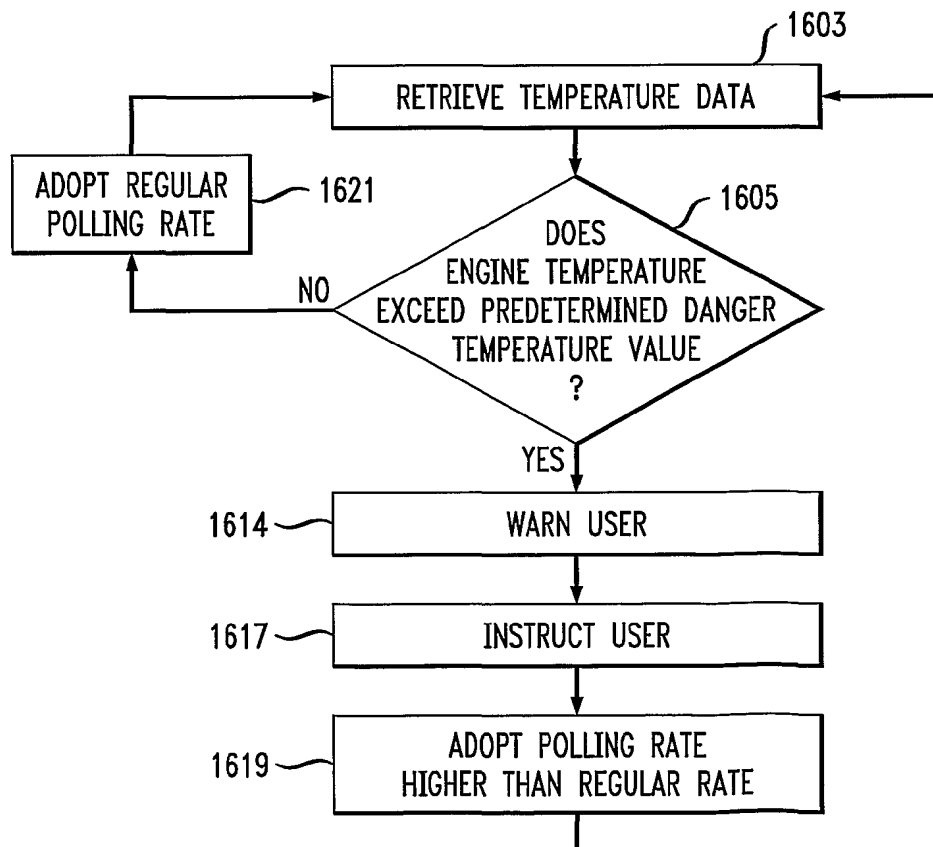 1603
RETRIEVE TEMPERATURE DATA
ADOPT REGULAR
POLLING RATE
1621
1605
DOES
ENGINE TEMPERATURE
EXCEED PREDETERMINED DANGER
TEMPERATURE VALUE
?
NO
YES
1614
WARN USER
1617
INSTRUCT USER
1619
ADOPT POLLING RATE
HIGHER THAN REGULAR RATE